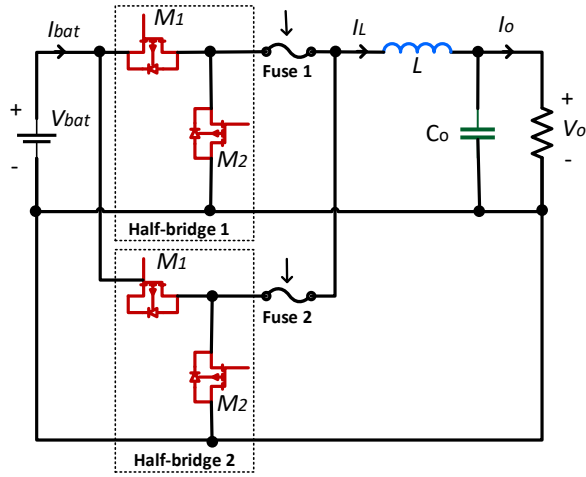 M1
Ibat
IL
Io
Fuse 1
L
+
+
Vbat
M2
Co
Vo
-
-
Half-bridge 1
M1
Fuse 2
M2
Half-bridge 2